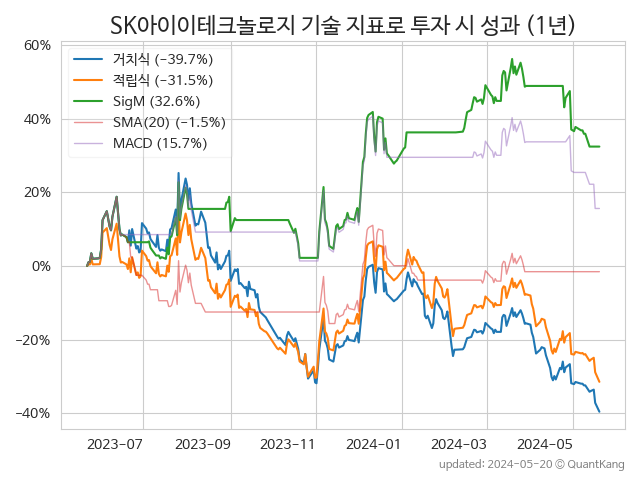 SK아이이테크놀로지 기술 지표로 투자 시 성과 (1년)
60%
40%
20%
0%
−20%
−40%
거치식 (−39.7%)
적립식 (−31.5%)
SigM (32.6%)
SMA(20) (−1.5%)
MACD (15.7%)
2023-07
2023-09
2023-11
2024-01
2024-03
2024-05
updated: 2024-05-20 © QuantKang